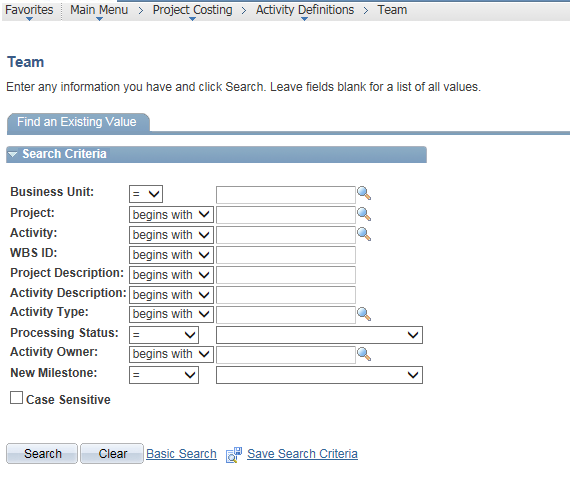 Favorites Main Menu > Project Costing > Activity Definitions > Team
Team
Enter any information you have and click Search. Leave fields blank for a list of all values.
Find an Existing Value
Search Criteria
Business Unit: =
Project: begins with
Activity: begins with
WBS ID: begins with
Project Description: begins with
Activity Description: begins with
Activity Type: begins with
Processing Status: =
Activity Owner: begins with
New Milestone: =
Case Sensitive
Search Clear Basic Search Save Search Criteria